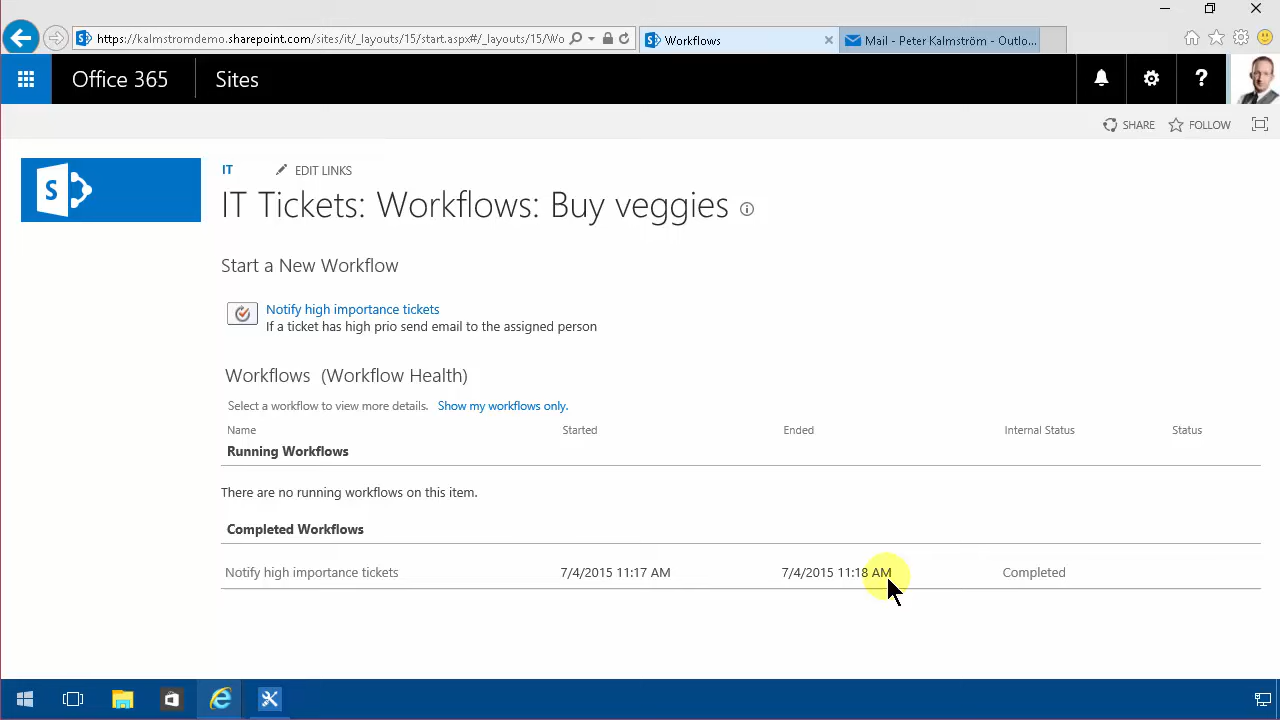 https://kalmstromdemo.sharepoint.com/sites/it/_layouts/15/start.aspx#/_layouts/15/Wo
Workflows
Mail - Peter Kalmström - Outlo...
Office 365
Sites
?
SHARE
FOLLOW
S
IT
EDIT LINKS
IT Tickets: Workflows: Buy veggies
Start a New Workflow
Notify high importance tickets
If a ticket has high prio send email to the assigned person
Workflows (Workflow Health)
Select a workflow to view more details. Show my workflows only.
Name Started Ended Internal Status Status
Running Workflows
There are no running workflows on this item.
Completed Workflows
Notify high importance tickets 7/4/2015 11:17 AM 7/4/2015 11:18 AM Completed